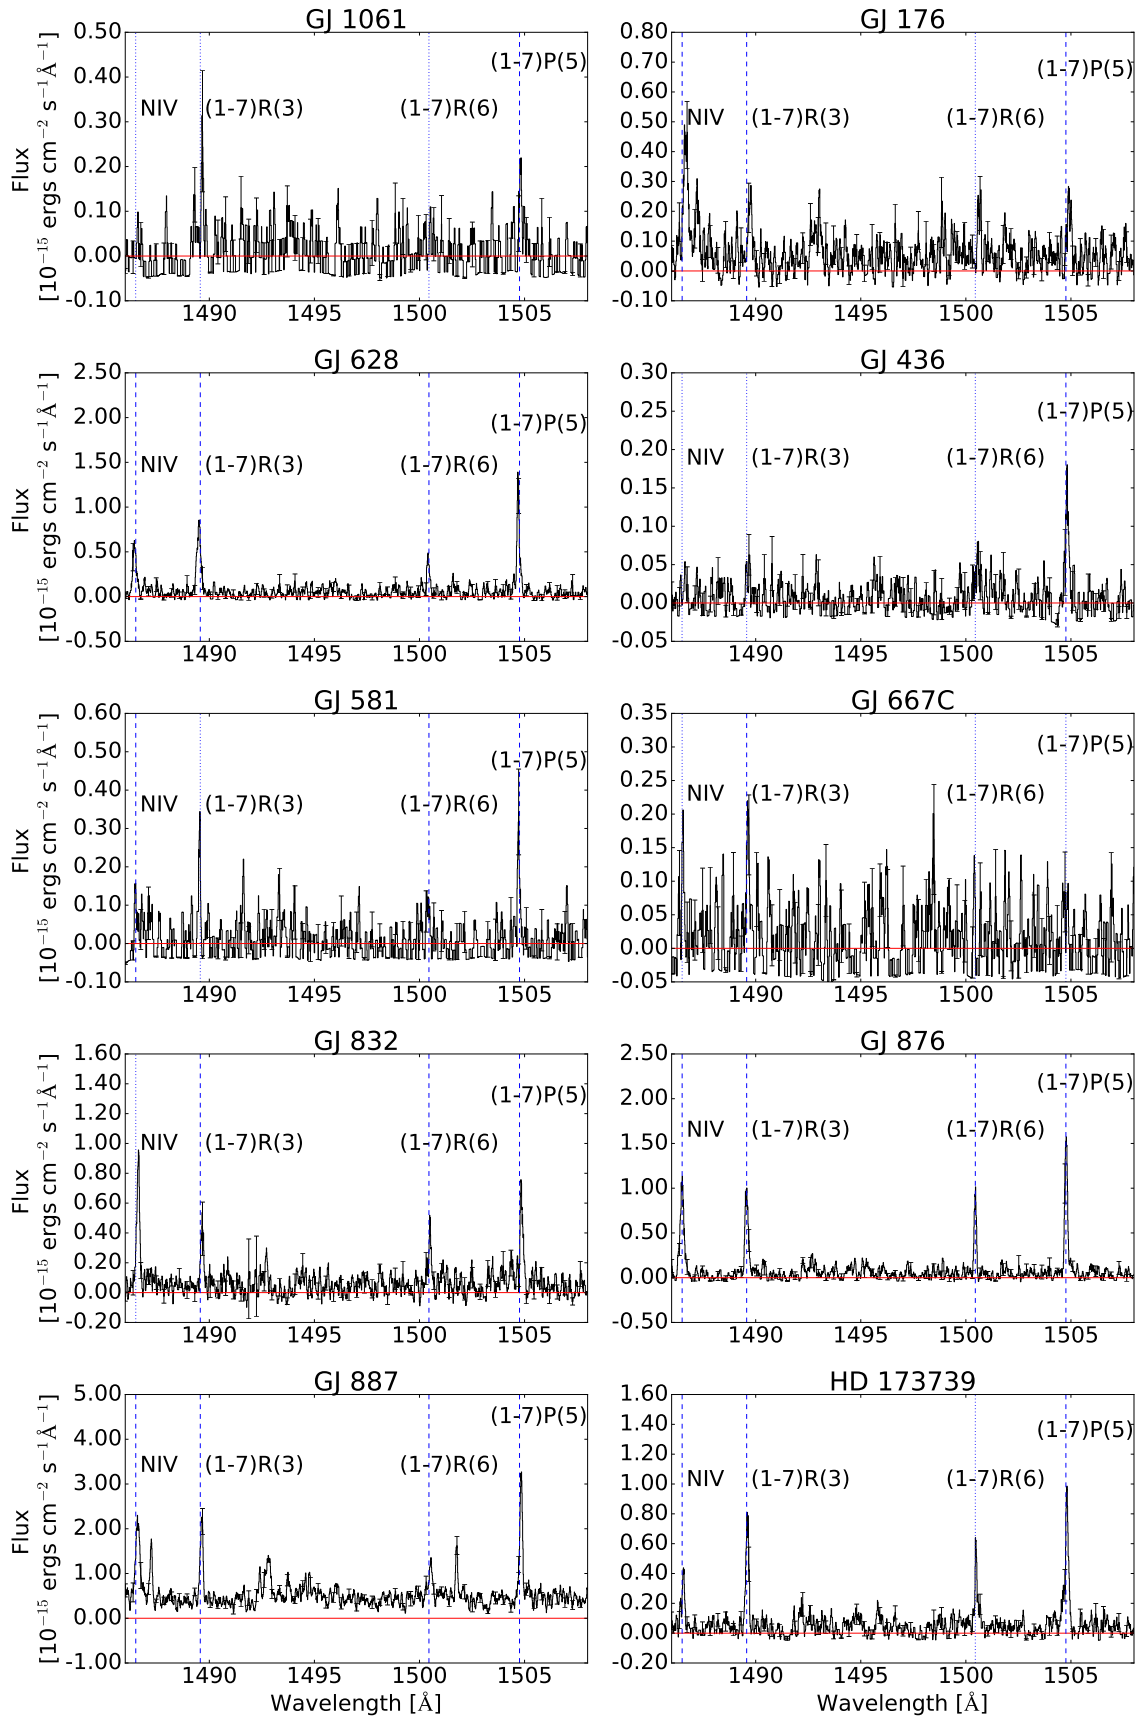 GJ 1061
GJ 176
Flux
[10⁻¹⁵ ergs cm⁻² s⁻¹Å⁻¹]
0.50
0.40
0.30
0.20
0.10
0.00
-0.10
(1-7)P(5)
NIV (1-7)R(3) (1-7)R(6)
1490 1495 1500 1505
0.80
0.70
0.60
0.50
0.40
0.30
0.20
0.10
0.00
-0.10
(1-7)P(5)
NIV (1-7)R(3) (1-7)R(6)
1490 1495 1500 1505
GJ 628
GJ 436
Flux
[10⁻¹⁵ ergs cm⁻² s⁻¹Å⁻¹]
2.50
2.00
1.50
1.00
0.50
0.00
-0.50
(1-7)P(5)
NIV (1-7)R(3) (1-7)R(6)
1490 1495 1500 1505
0.30
0.25
0.20
0.15
0.10
0.05
0.00
-0.05
(1-7)P(5)
NIV (1-7)R(3) (1-7)R(6)
1490 1495 1500 1505
GJ 581
GJ 667C
Flux
[10⁻¹⁵ ergs cm⁻² s⁻¹Å⁻¹]
0.60
0.50
0.40
0.30
0.20
0.10
0.00
-0.10
(1-7)P(5)
NIV (1-7)R(3) (1-7)R(6)
1490 1495 1500 1505
0.35
0.30
0.25
0.20
0.15
0.10
0.05
0.00
-0.05
(1-7)P(5)
NIV (1-7)R(3) (1-7)R(6)
1490 1495 1500 1505
GJ 832
GJ 876
Flux
[10⁻¹⁵ ergs cm⁻² s⁻¹Å⁻¹]
1.60
1.40
1.20
1.00
0.80
0.60
0.40
0.20
0.00
-0.20
(1-7)P(5)
NIV (1-7)R(3) (1-7)R(6)
1490 1495 1500 1505
2.50
2.00
1.50
1.00
0.50
0.00
-0.50
(1-7)P(5)
NIV (1-7)R(3) (1-7)R(6)
1490 1495 1500 1505
GJ 887
HD 173739
Flux
[10⁻¹⁵ ergs cm⁻² s⁻¹Å⁻¹]
5.00
4.00
3.00
2.00
1.00
0.00
-1.00
(1-7)P(5)
NIV (1-7)R(3) (1-7)R(6)
1490 1495 1500 1505
Wavelength [Å]
1.60
1.40
1.20
1.00
0.80
0.60
0.40
0.20
0.00
-0.20
(1-7)P(5)
NIV (1-7)R(3) (1-7)R(6)
1490 1495 1500 1505
Wavelength [Å]